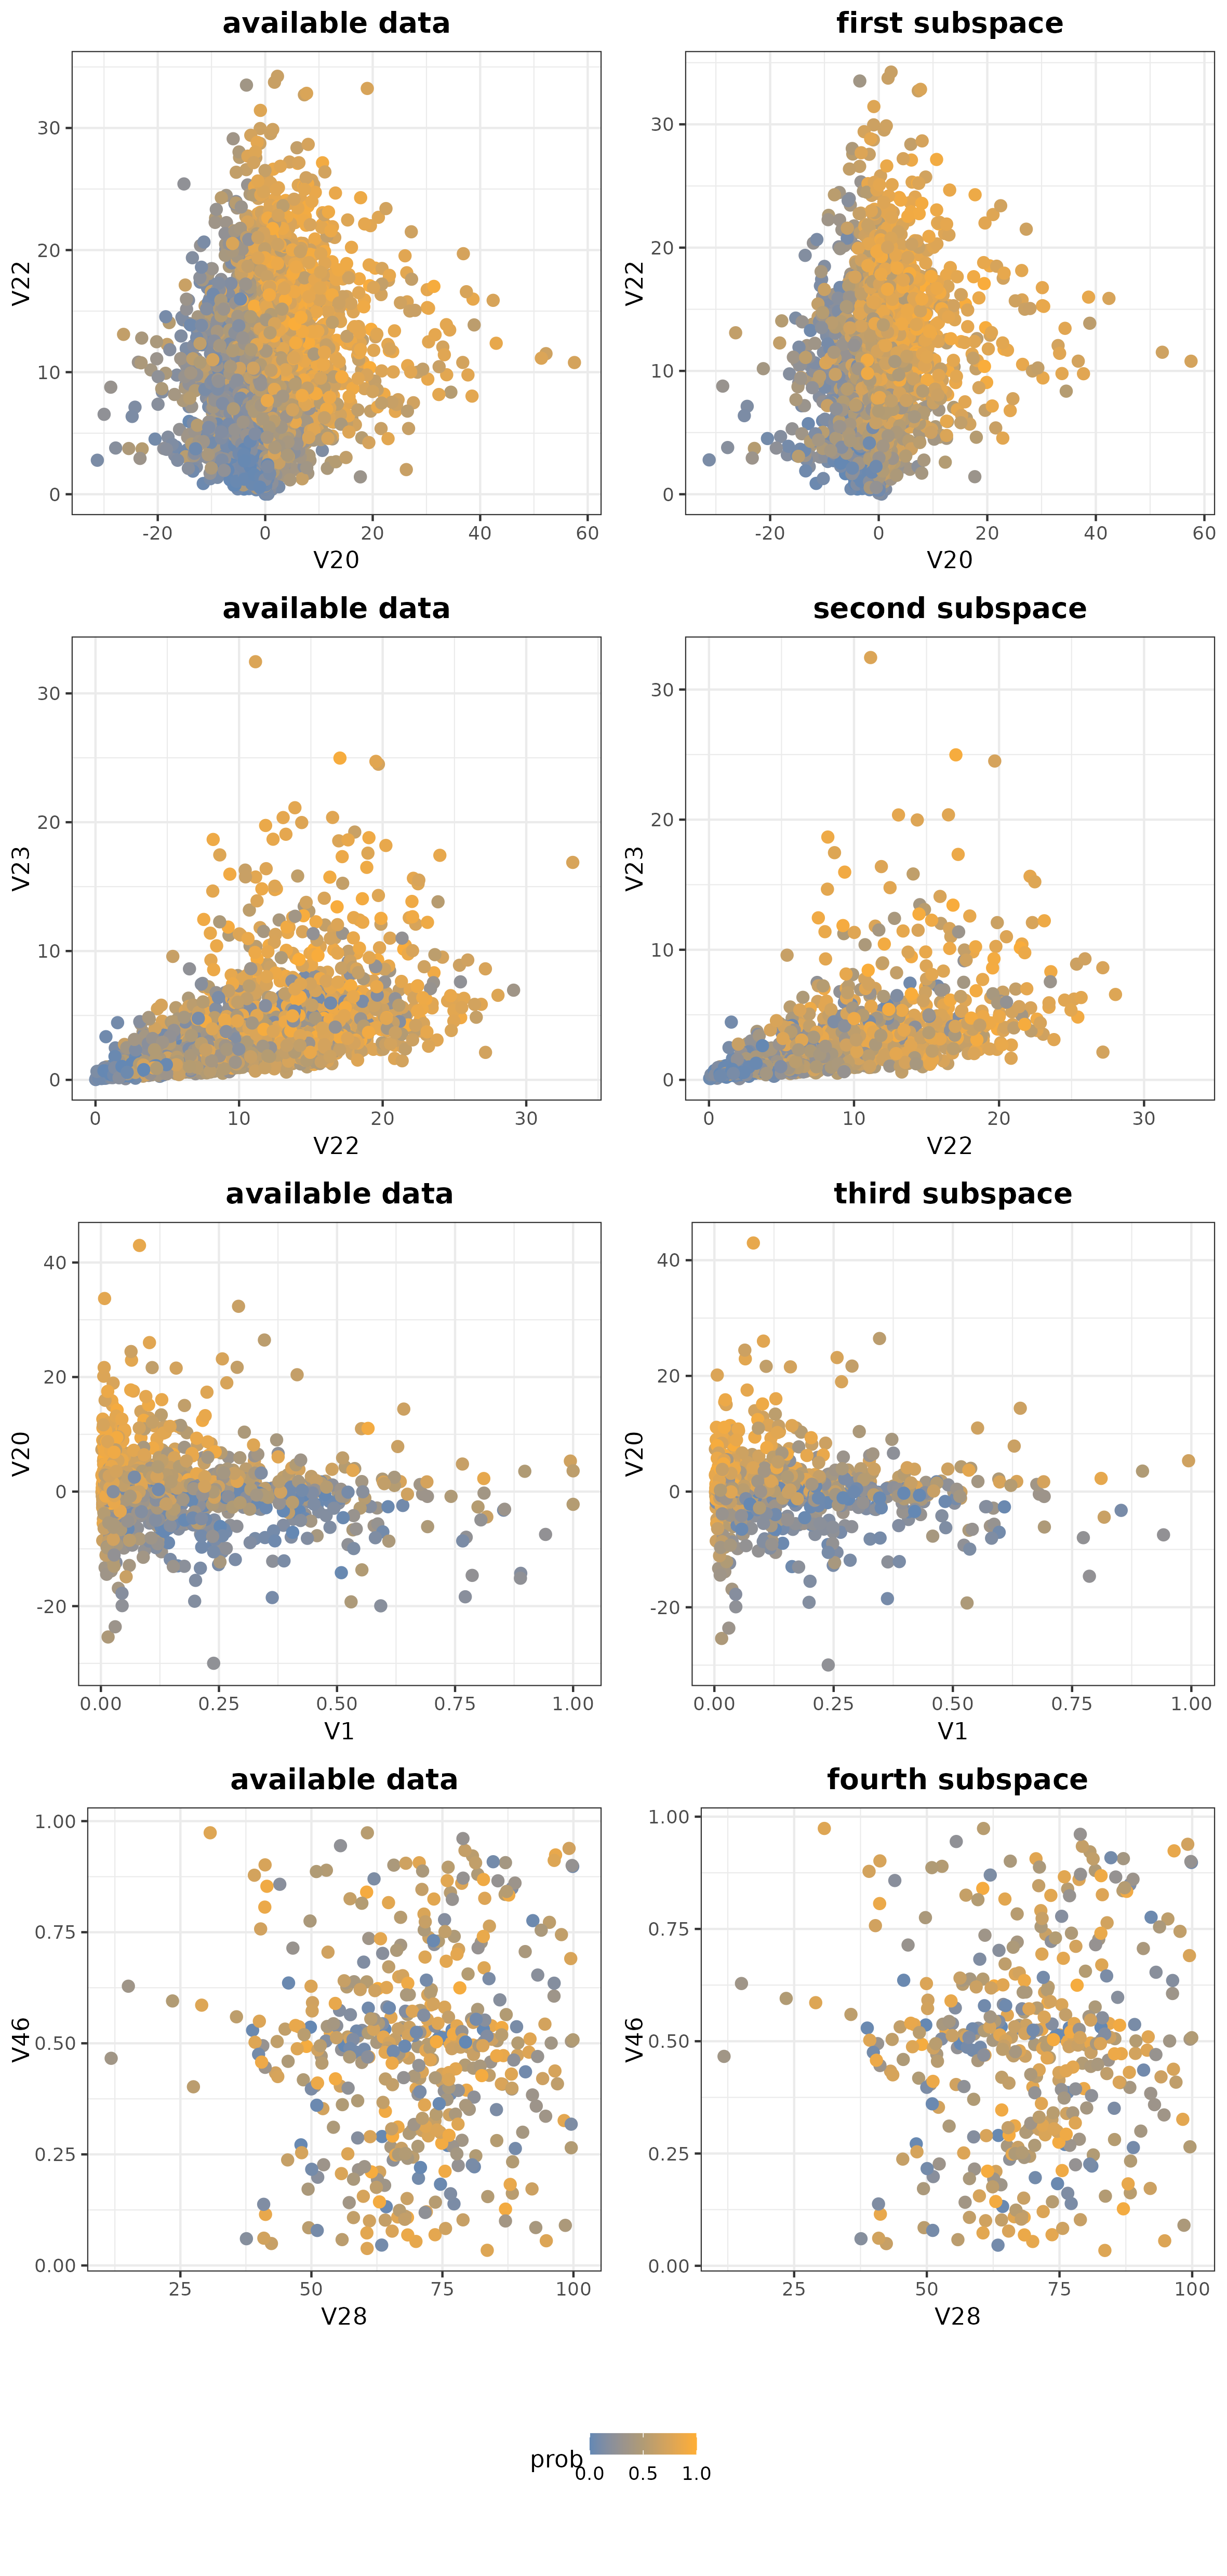 available data
first subspace
V22
30
20
10
0
-20
0
20
40
60
V20
V22
30
20
10
0
-20
0
20
40
60
V20
available data
second subspace
V23
30
20
10
0
0
10
20
30
V22
V23
30
20
10
0
0
10
20
30
V22
available data
third subspace
V20
40
20
0
-20
0.00
0.25
0.50
0.75
1.00
V1
V20
40
20
0
-20
0.00
0.25
0.50
0.75
1.00
V1
available data
fourth subspace
V46
1.00
0.75
0.50
0.25
0.00
25
50
75
100
V28
V46
1.00
0.75
0.50
0.25
0.00
25
50
75
100
V28
prob
0.0
0.5
1.0